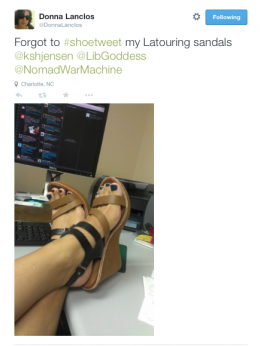 Donna Lanclos
@DonnaLanclos
Following
Forgot to #shoetweet my Latouring sandals
@kshjensen @LibGoddess
@NomadWarMachine
Charlotte, NC